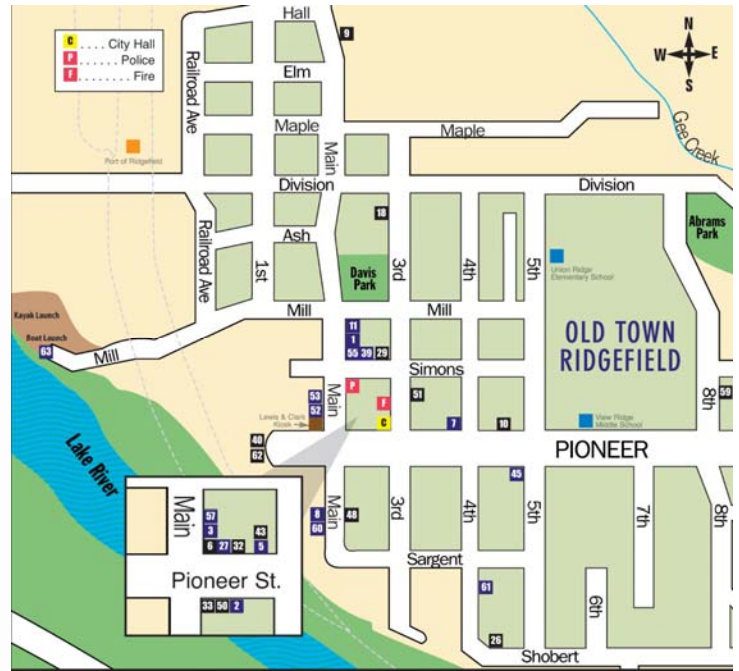 C . . . . . City Hall
P . . . . . . . Police
F . . . . . . . . . Fire
Hall
9
N
W E
S
Railroad Ave
Elm
Maple
Main
Maple
Gee Creek
Port of Ridgefield
Division
Division
18
Abrams
Park
Ash
Railroad Ave
1st
Davis
Park
3rd
4th
5th
Union Ridge
Elementary School
Kayak Launch
Boat Launch
63
Mill
Mill
Mill
11
1
55 39 29
OLD TOWN
RIDGEFIELD
Simons
P
F
C
53
52
Main
51
7
10
8th
59
Lewis & Clark
Kiosk
View Ridge
Middle School
40
62
PIONEER
Lake River
Main
57
3
6 27 32
43
5
Pioneer St.
33 50 2
8
60
Main
48
3rd
4th
45
5th
7th
8th
Sargent
61
26
6th
Shobert